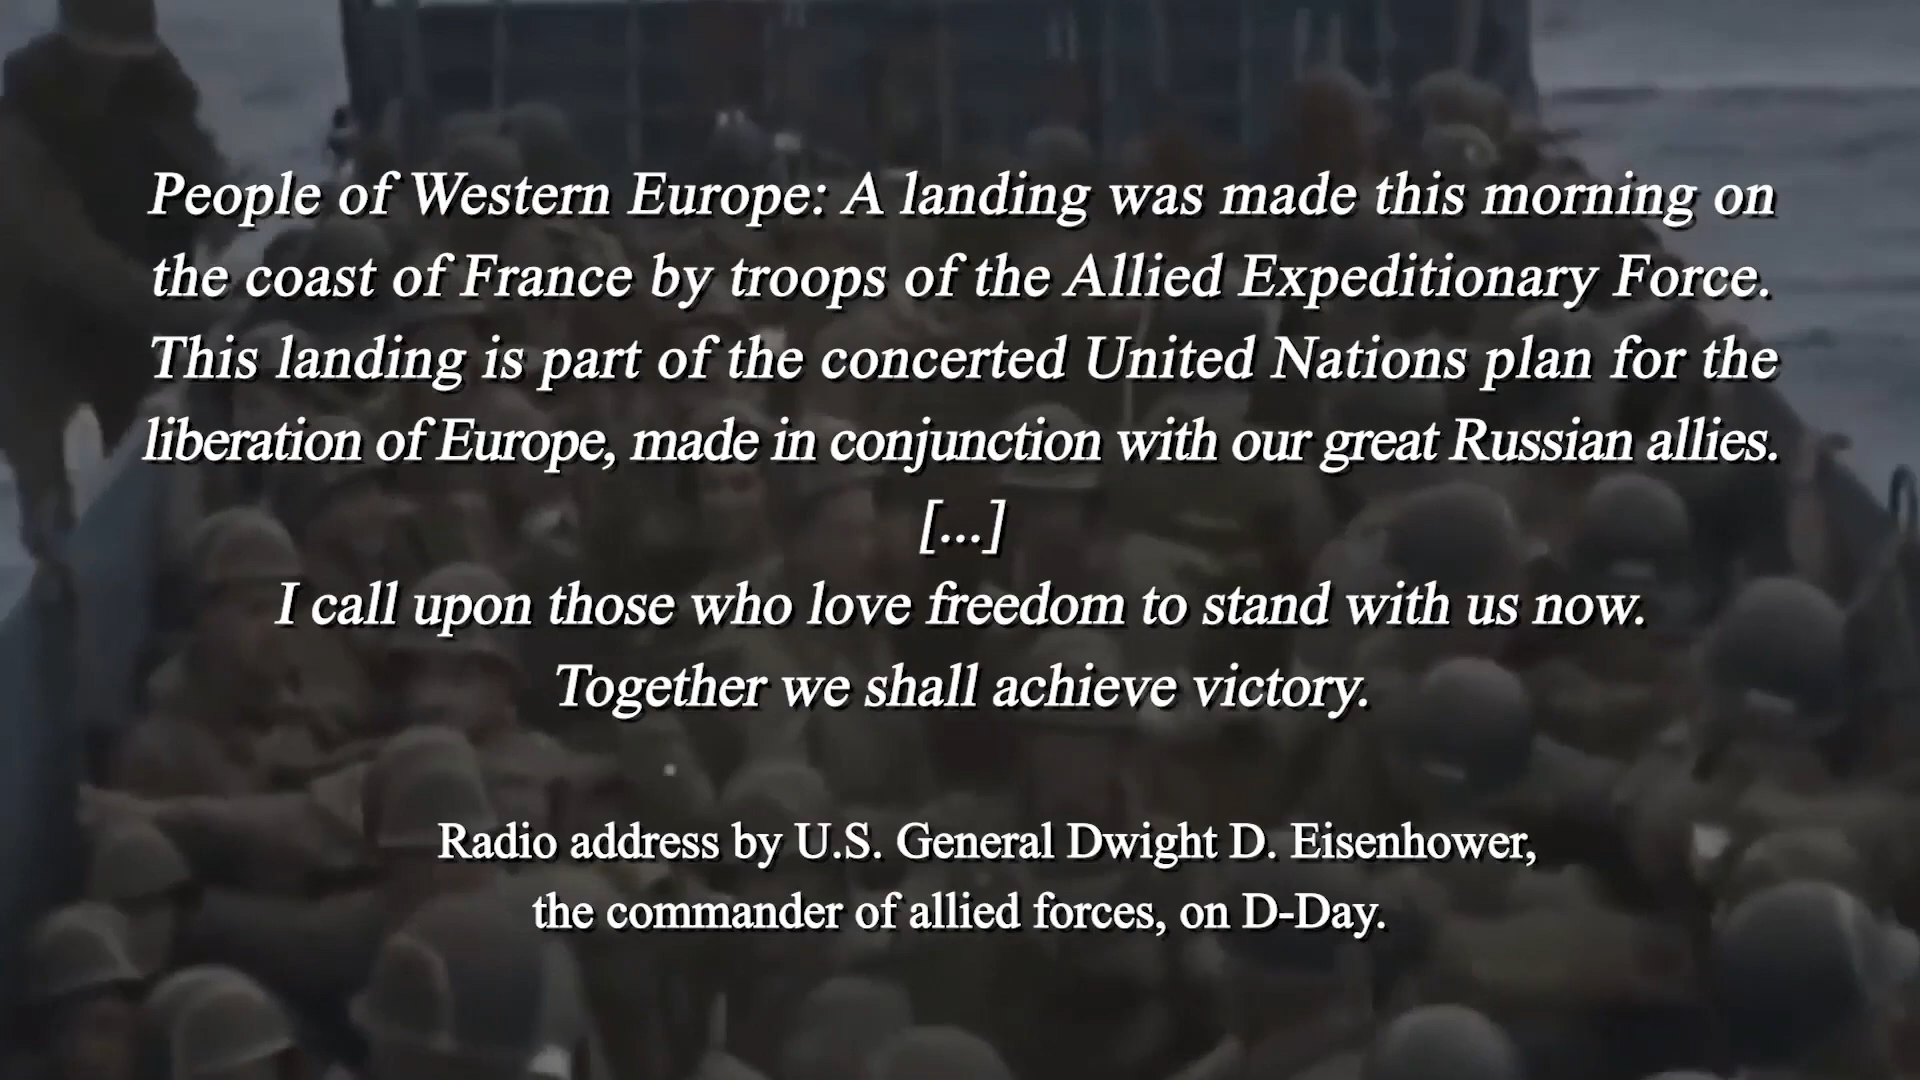 People of Western Europe: A landing was made this morning on
the coast of France by troops of the Allied Expeditionary Force.
This landing is part of the concerted United Nations plan for the
liberation of Europe, made in conjunction with our great Russian allies.
[...]
I call upon those who love freedom to stand with us now.
Together we shall achieve victory.
Radio address by U.S. General Dwight D. Eisenhower,
the commander of allied forces, on D-Day.